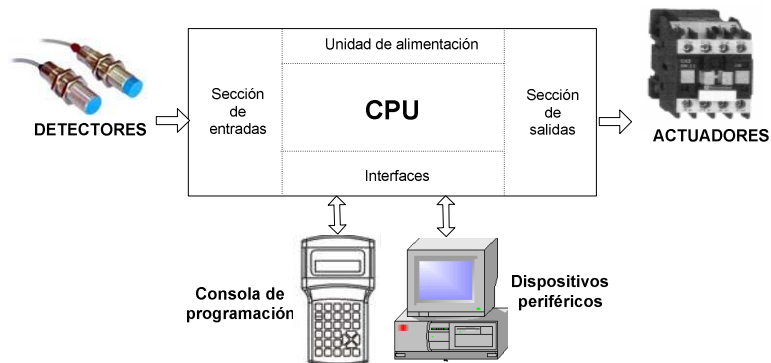 Unidad de alimentación
Sección
de
entradas
CPU
Sección
de
salidas
DETECTORES
ACTUADORES
Interfaces
Consola de
programación
Dispositivos
periféricos